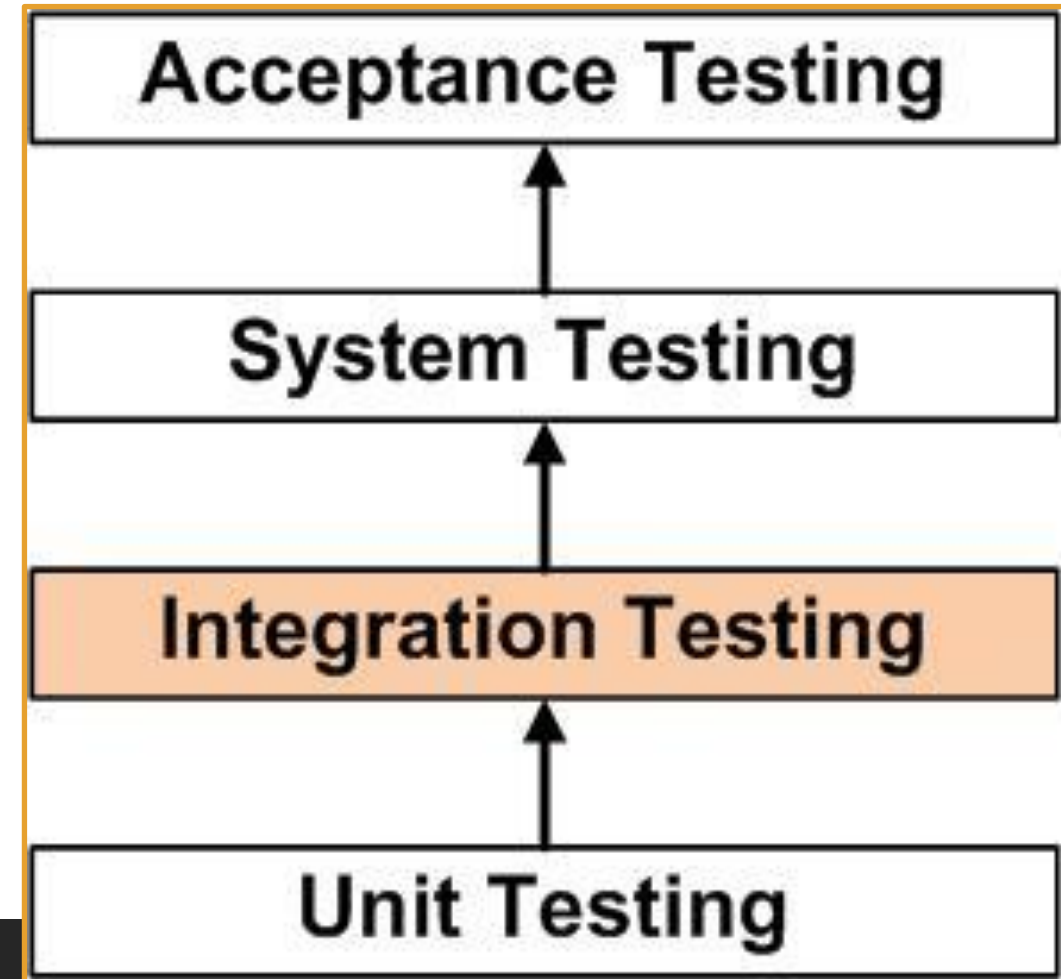 Acceptance Testing
System Testing
Integration Testing
Unit Testing